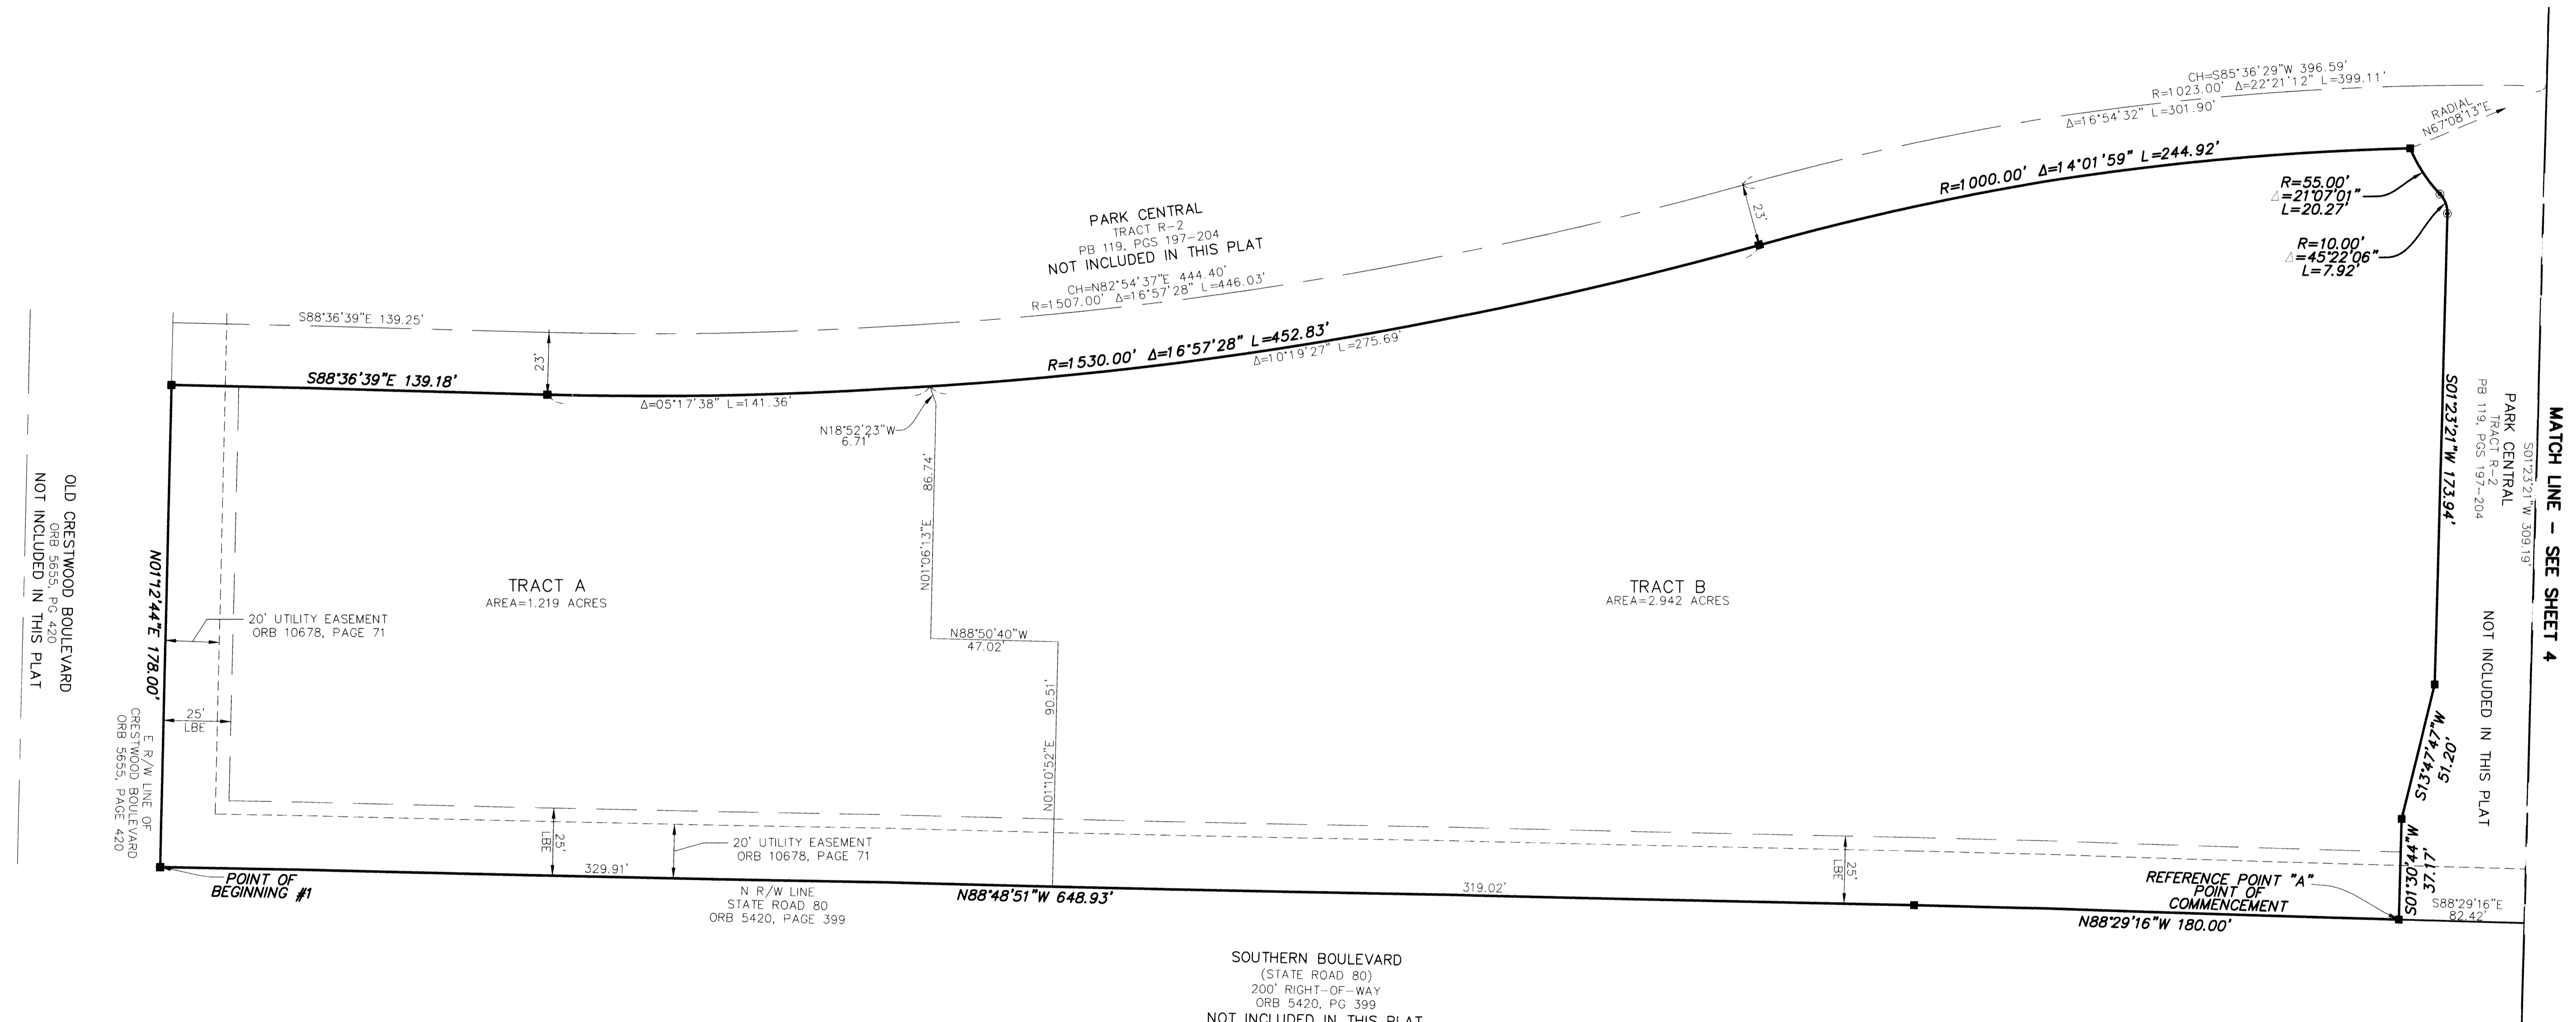 CH=S85°36'29"W 396.59'
R=1023.00' Δ=22°21'12" L=399.11'
Δ=16°54'32" L=301.90'
RADIAL
N67°08'13"E
R=1000.00' Δ=14°01'59" L=244.92'
R=55.00'
Δ=21°07'01"
L=20.27'
R=10.00'
Δ=45°22'06"
L=7.92'
23'
PARK CENTRAL
TRACT R-2
PB 119, PGS 197-204
NOT INCLUDED IN THIS PLAT
CH=N82°54'37"E 444.40'
R=1507.00' Δ=16°57'28" L=446.03'
S88°36'39"E 139.25'
23'
S88°36'39"E 139.18'
R=1530.00' Δ=16°57'28" L=452.83'
Δ=10°19'27" L=275.69'
Δ=05°17'38" L=141.36'
N18°52'23"W
6.71'
N01°06'13"E 86.74'
N88°50'40"W
47.02'
N01°10'52"E 90.51'
TRACT A
AREA=1.219 ACRES
TRACT B
AREA=2.942 ACRES
OLD CRESTWOOD BOULEVARD
ORB 5655, PG 420
NOT INCLUDED IN THIS PLAT
N01°12'44"E 178.00'
20' UTILITY EASEMENT
ORB 10678, PAGE 71
25'
LBE
E R/W LINE OF
CRESTWOOD BOULEVARD
ORB 5655, PAGE 420
POINT OF
BEGINNING #1
25'
LBE
329.91'
20' UTILITY EASEMENT
ORB 10678, PAGE 71
N R/W LINE
STATE ROAD 80
ORB 5420, PAGE 399
N88°48'51"W 648.93'
319.02'
25'
LBE
REFERENCE POINT "A"
POINT OF
COMMENCEMENT
N88°29'16"W 180.00'
S88°29'16"E
82.42'
S01°30'44"W
37.17'
S13°47'47"W
51.20'
S01°23'21"W 173.94'
PARK CENTRAL
TRACT R-2
PB 119, PGS 197-204
NOT INCLUDED IN THIS PLAT
S01°23'21"W 309.19'
MATCH LINE - SEE SHEET 4
SOUTHERN BOULEVARD
(STATE ROAD 80)
200' RIGHT-OF-WAY
ORB 5420, PG 399
NOT INCLUDED IN THIS PLAT